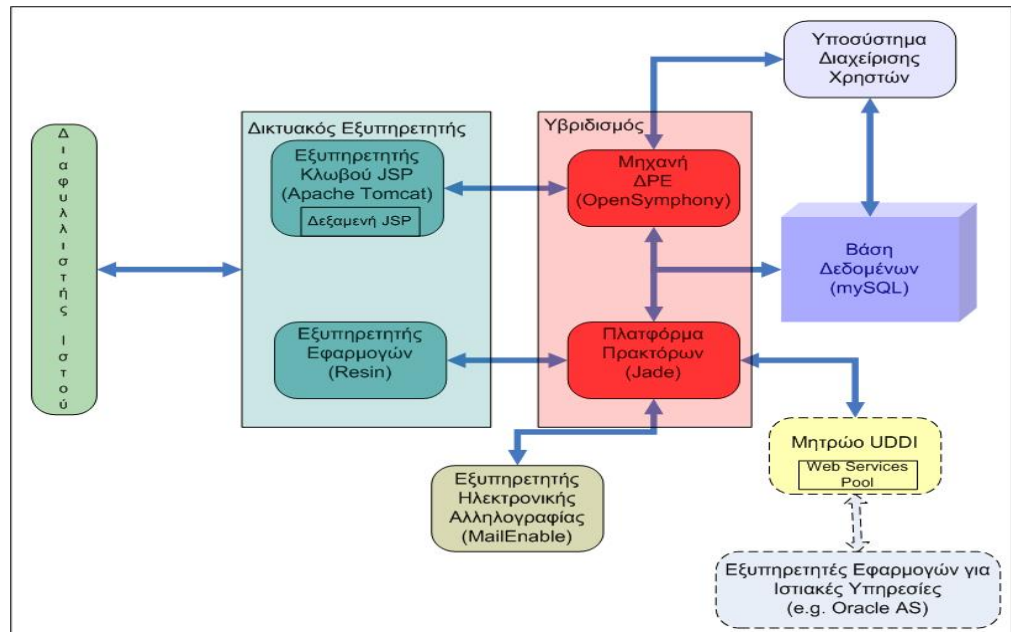 Υποσύστημα
Διαχείρισης
Χρηστών
Διαφυλλιστής Ιστού
Δικτυακός Εξυπηρετητής
Εξυπηρετητής
Κλωβού JSP
(Apache Tomcat)
Δεξαμενή JSP
Υβριδισμός
Μηχανή
ΔΡΕ
(OpenSymphony)
Βάση
Δεδομένων
(mySQL)
Εξυπηρετητής
Εφαρμογών
(Resin)
Πλατφόρμα
Πρακτόρων
(Jade)
Μητρώο UDDI
Web Services
Pool
Εξυπηρετητής
Ηλεκτρονικής
Αλληλογραφίας
(MailEnable)
Εξυπηρετητές Εφαρμογών για
Ιστιακές Υπηρεσίες
(e.g. Oracle AS)